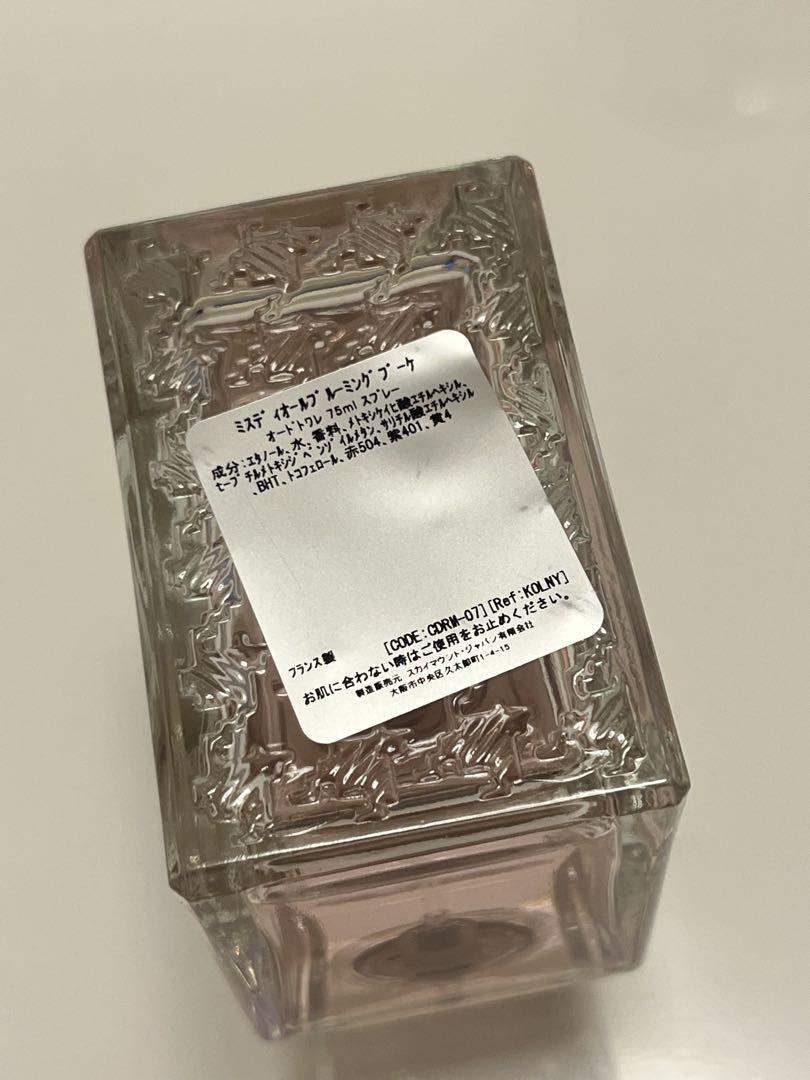 ミスディオールブルーミングブーケ
オードトワレ 75ml スプレー
成分:エタノール、水、香料、メトキシケイヒ酸エチルヘキシル、
t-ブチルメトキシジベンゾイルメタン、サリチル酸エチルヘキシル
、BHT、トコフェロール、赤504、紫401、黄4
[CODE:CDRM-07][Ref:KOLNY]
フランス製
お肌に合わない時はご使用をお止めください。
製造販売元 スカイマウント・ジャパン有限会社
大阪市中央区久太郎町1-4-15